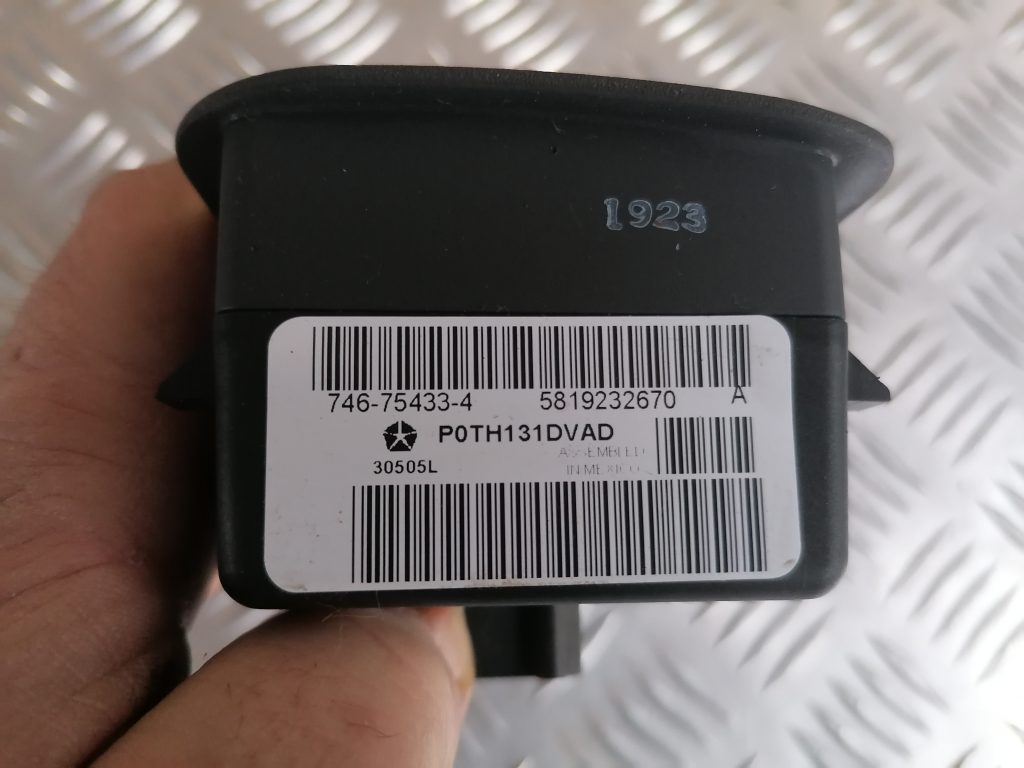 1923
746-75433-4 5819232670 A
P0TH131DVAD
ASSEMBLED
30505L IN MEXICO